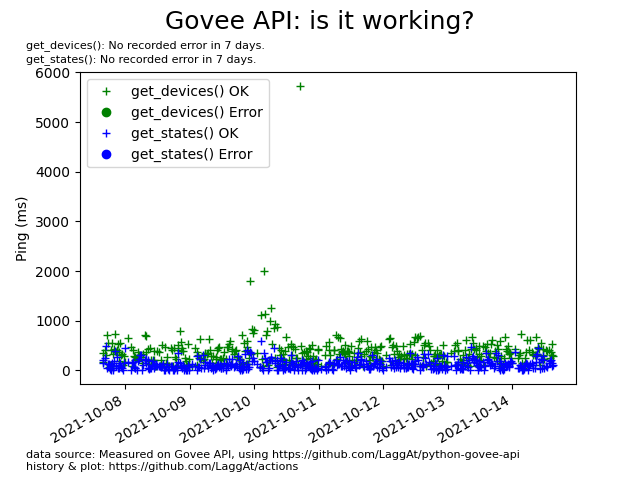 Govee API: is it working?
get_devices(): No recorded error in 7 days.
get_states(): No recorded error in 7 days.
6000
5000
4000
3000
2000
1000
0
Ping (ms)
get_devices() OK
get_devices() Error
get_states() OK
get_states() Error
2021-10-08
2021-10-09
2021-10-10
2021-10-11
2021-10-12
2021-10-13
2021-10-14
data source: Measured on Govee API, using https://github.com/LaggAt/python-govee-api
history & plot: https://github.com/LaggAt/actions